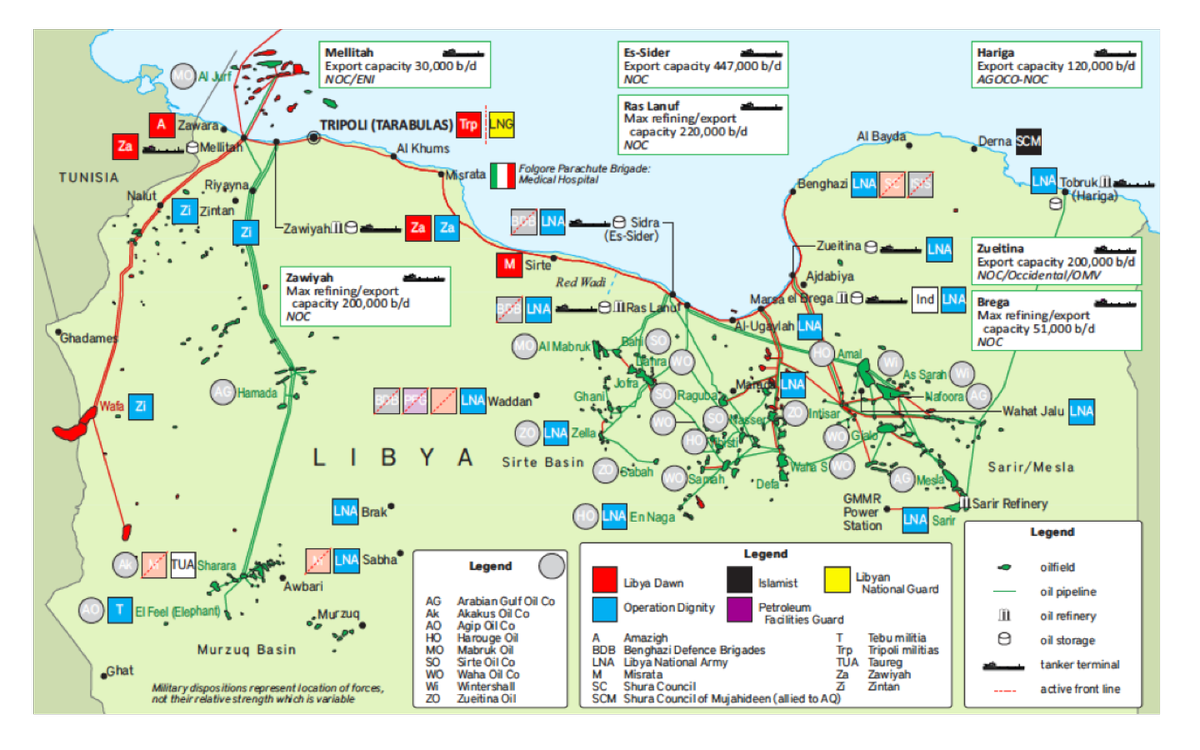 Mellitah
Export capacity 30,000 b/d
NOC/ENI
Es-Sider
Export capacity 447,000 b/d
NOC
Hariga
Export capacity 120,000 b/d
AGOCO-NOC
Ras Lanuf
Max refining/export
capacity 220,000 b/d
NOC
MO Al Jurf
A Zawara
TRIPOLI (TARABULAS) Trp LNG
Za Mellitah
Al Khums
Al Bayda
Derna SCM
TUNISIA
Riyayna
Misrata
Folgore Parachute Brigade:
Medical Hospital
Benghazi LNA SC
LNA Tobruk
(Hariga)
Nalut
Zi Zintan
Zi
Zawiyah Za Za
BDB LNA Sidra
(Es-Sider)
Zueitina LNA
Zueitina
Export capacity 200,000 b/d
NOC/Occidental/OMV
M Sirte
Red Wadi
Ajdabiya
Zawiyah
Max refining/export
capacity 200,000 b/d
NOC
BDB LNA Ras Lanuf
Marsa el Brega Ind LNA
Brega
Max refining/export
capacity 51,000 b/d
NOC
Al-Ugaylah LNA
Ghadames
MO Al Mabruk
Bahi SO
HO Amal
Dahra WO
Wi
As Sarah Wi
AG Hamada
Jofra
Ghani
SO Raguba
LNA
Nafoora AG
Wafa Zi
BDB PFG LNA Waddan
WO
SO Nasser
ZO Intisar
Wahat Jalu LNA
ZO LNA Zella
HO
WO Gialo
LIBYA
Sirte Basin
ZO Sabah
WO Samah
Defa
Waha S WO
AG Mesla
Sarir/Mesla
GMMR
Power
Station
Sarir Refinery
LNA Brak
HO LNA En Naga
LNA Sarir
Ak TUA Sharara
LNA Sabha
Awbari
AO T El Feel (Elephant)
Murzuq
Murzuq Basin
Ghat
Military dispositions represent location of forces,
not their relative strength which is variable
Legend
AG Arabian Gulf Oil Co
Ak Akakus Oil Co
AO Agip Oil Co
HO Harouge Oil
MO Mabruk Oil
SO Sirte Oil Co
WO Waha Oil Co
Wi Wintershall
ZO Zueitina Oil
Legend
Libya Dawn
Islamist
Libyan
National Guard
Operation Dignity
Petroleum
Facilities Guard
A Amazigh
BDB Benghazi Defence Brigades
LNA Libya National Army
M Misrata
SC Shura Council
SCM Shura Council of Mujahideen (allied to AQ)
T Tebu militia
Trp Tripoli militias
TUA Taureg
Za Zawiyah
Zi Zintan
Legend
oilfield
oil pipeline
oil refinery
oil storage
tanker terminal
active front line